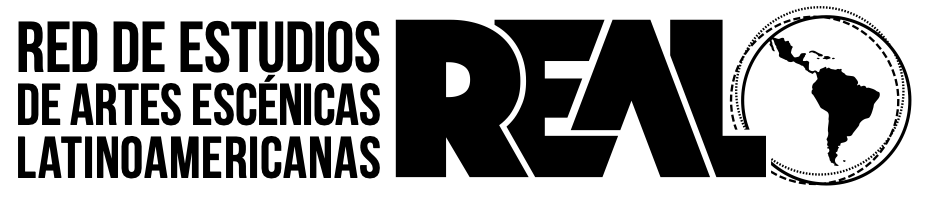 RED DE ESTUDIOS
DE ARTES ESCÉNICAS
LATINOAMERICANAS
REAL